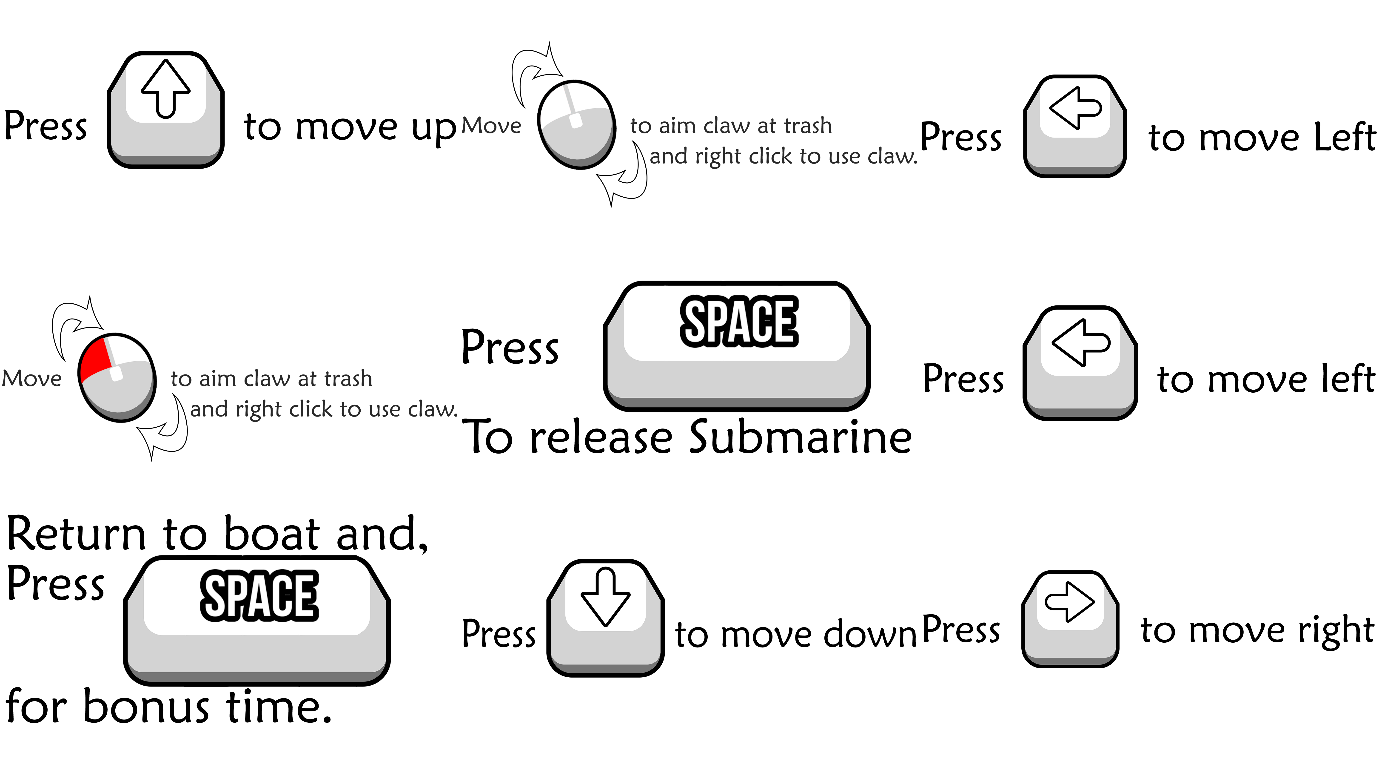 Press to move up
Move to aim claw at trash
and right click to use claw.
Press to move Left
Move to aim claw at trash
and right click to use claw.
Press SPACE
To release Submarine
Press to move left
Return to boat and,
Press SPACE
for bonus time.
Press to move down
Press to move right